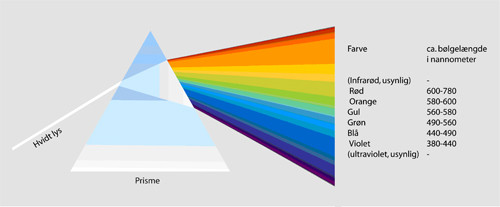 Hvidt lys
Prisme
Farve ca. bølgelængde
i nannometer
(Infrarød, usynlig) -
Rød 600-780
Orange 580-600
Gul 560-580
Grøn 490-560
Blå 440-490
Violet 380-440
(ultraviolet, usynlig) -